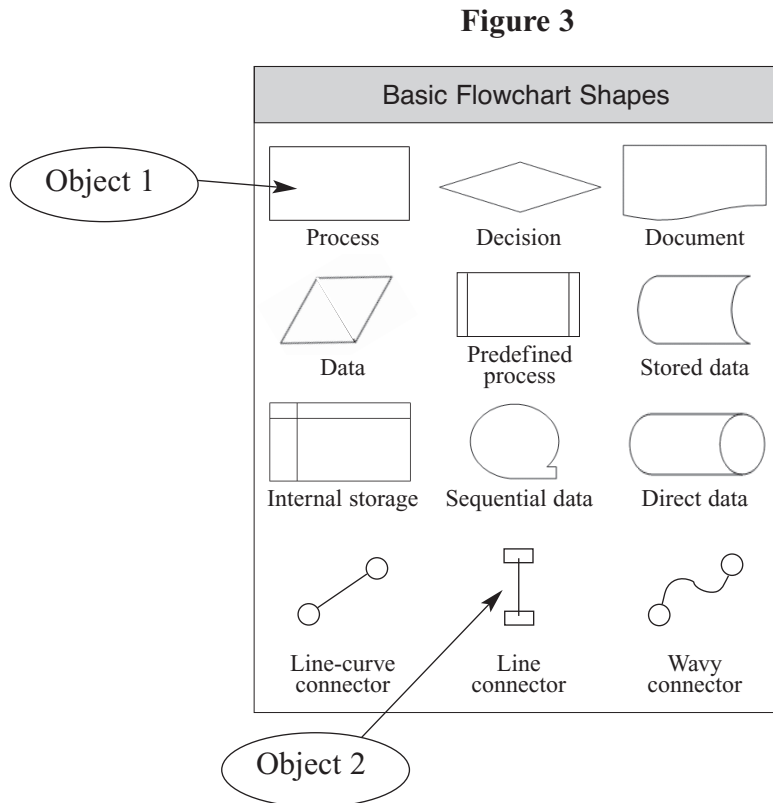 Figure 3
Basic Flowchart Shapes
Object 1
Process
Decision
Document
Data
Predefined
process
Stored data
Internal storage
Sequential data
Direct data
Line-curve
connector
Line
connector
Wavy
connector
Object 2